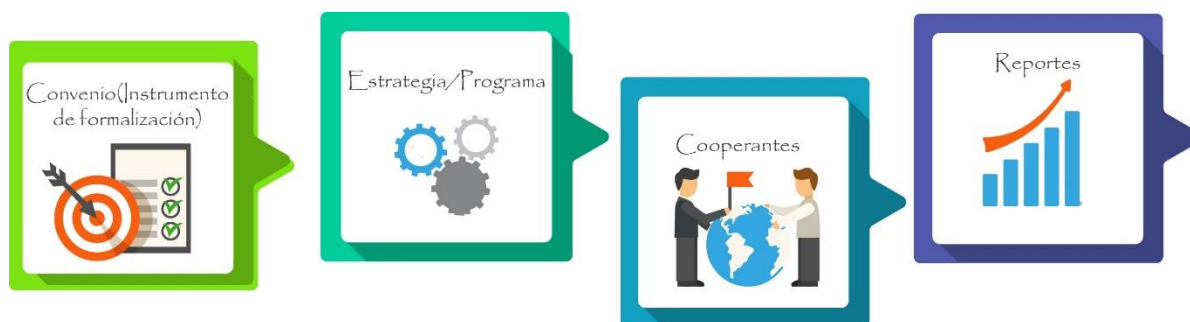 Convenio(Instrumento
de formalización)
Estrategia/Programa
Cooperantes
Reportes